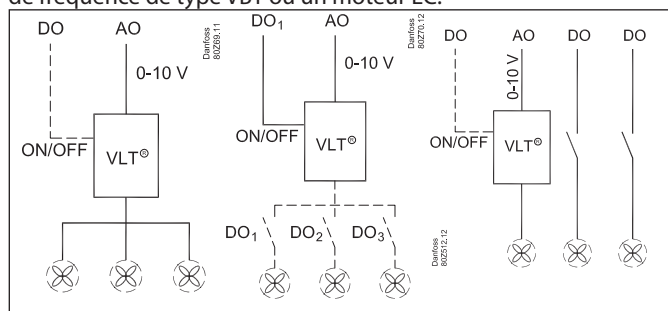 de fréquence de type VDT ou un moteur EC.
DO
AO
Danfoss
80Z69.11
0-10 V
ON/OFF
VLT®
DO1
AO
Danfoss
80Z70.12
0-10 V
ON/OFF
VLT®
DO1
DO2
DO3
DO
AO
DO
DO
0-10 V
ON/OFF
VLT®
Danfoss
80Z512.12